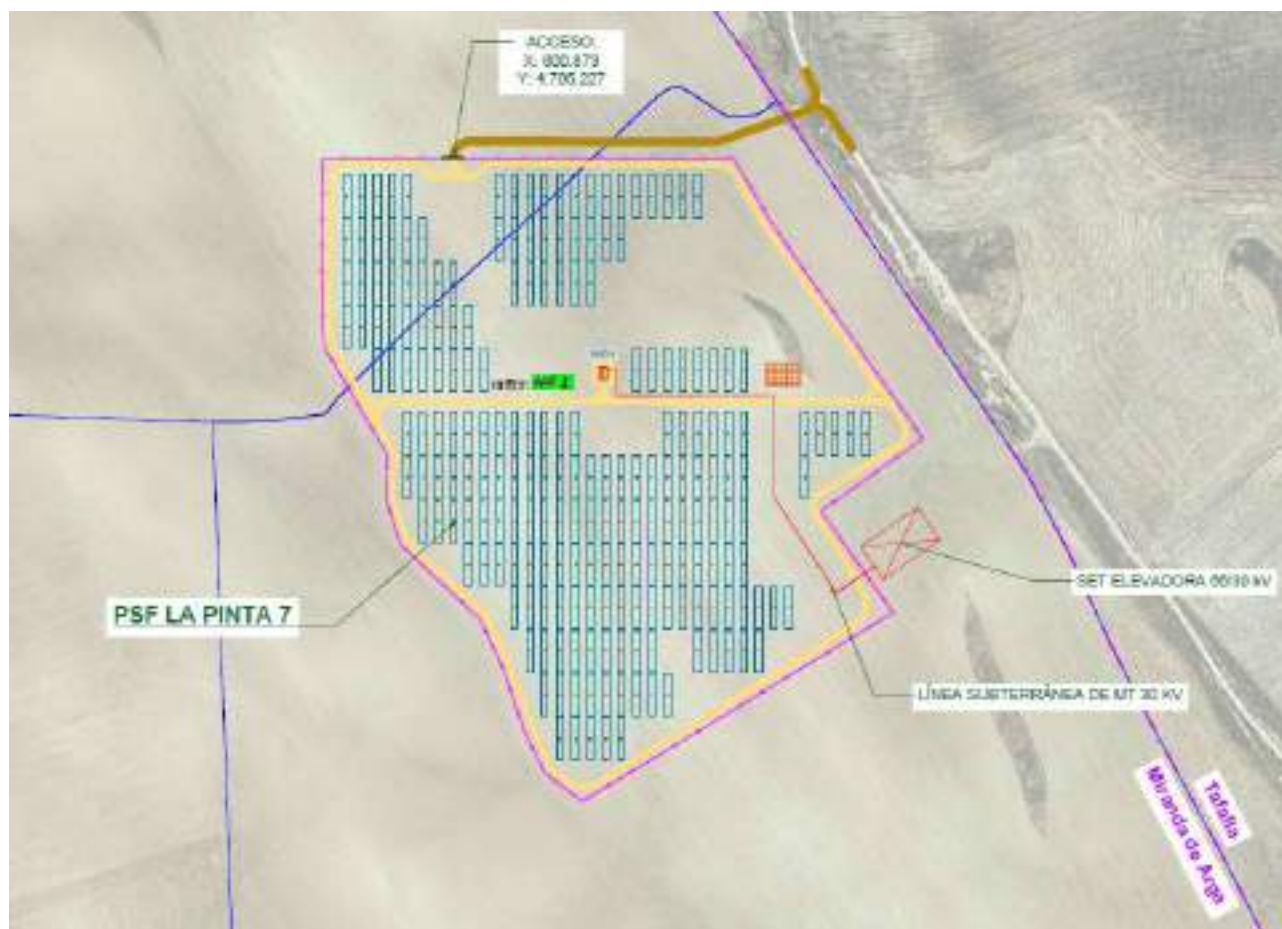 ACCESO:
X: 600.879
Y: 4.706.227
PSF LA PINTA 7
SET ELEVADORA 66/30 kV
LÍNEA SUBTERRÁNEA DE MT 30 KV
Tafalla
Miranda de Arga